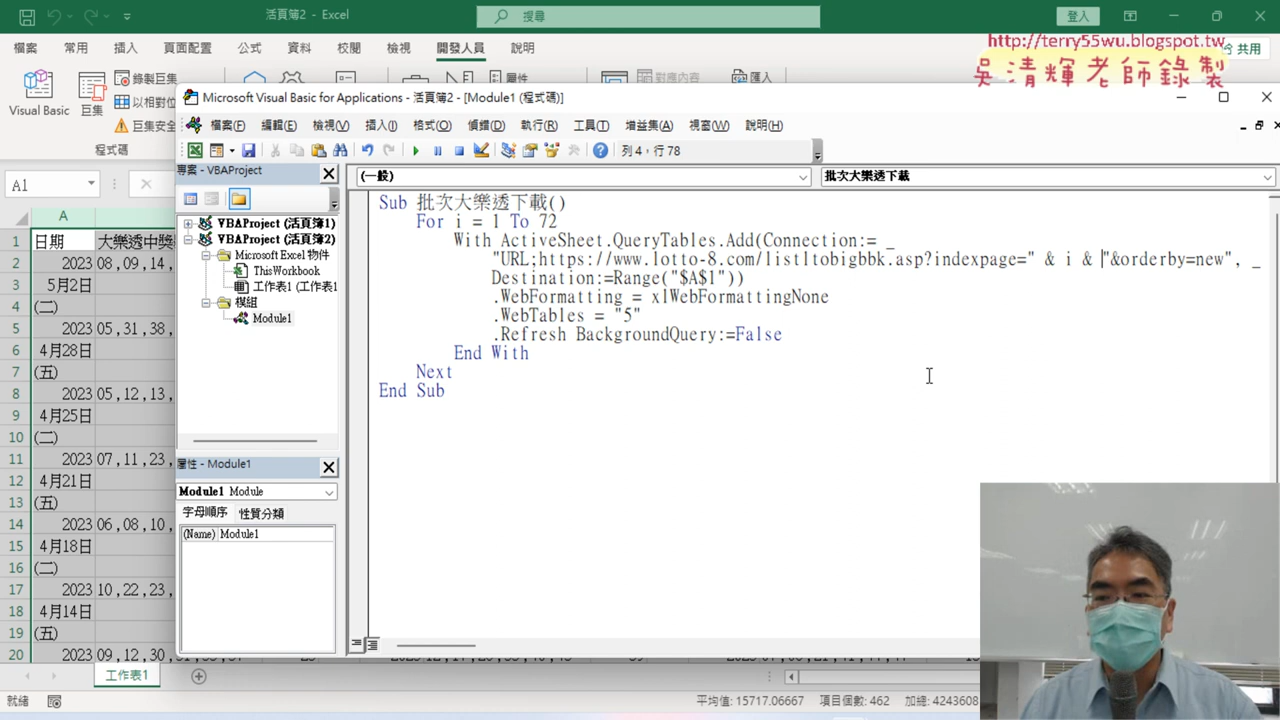 活頁簿2 - Excel
搜尋
登入
檔案 常用 插入 頁面配置 公式 資料 校閱 檢視 開發人員 說明
http://terry55wu.blogspot.tw
共用
吳清輝老師錄製
Visual Basic
巨集
錄製巨集
以相對位
巨集安全
程式碼
屬性
對應內容
匯入
Microsoft Visual Basic for Applications - 活頁簿2 - [Module1 (程式碼)]
檔案(F) 編輯(E) 檢視(V) 插入(I) 格式(O) 偵錯(D) 執行(R) 工具(T) 增益集(A) 視窗(W) 說明(H)
列 4，行 78
A1
專案 - VBAProject
(一般)
批次大樂透下載
VBAProject (活頁簿1)
VBAProject (活頁簿2)
Microsoft Excel 物件
ThisWorkbook
工作表1 (工作表1
模組
Module1
Sub 批次大樂透下載()
For i = 1 To 72
With ActiveSheet.QueryTables.Add(Connection:= _
"URL;https://www.lotto-8.com/listltobigbbk.asp?indexpage=" & i & "&orderby=new", _
Destination:=Range("$A$1"))
.WebFormatting = xlWebFormattingNone
.WebTables = "5"
.Refresh BackgroundQuery:=False
End With
Next
End Sub
屬性 - Module1
Module1 Module
字母順序 性質分類
(Name) Module1
A
1 日期 大樂透中獎
2 2023 08,09,14,
3 5月2日
4 (二)
5 2023 05,31,38,
6 4月28日
7 (五)
8 2023 05,12,13,
9 4月25日
10 (二)
11 2023 07,11,23,
12 4月21日
13 (五)
14 2023 06,08,10,
15 4月18日
16 (二)
17 2023 10,22,23,
18 4月14日
19 (五)
20 2023 09,12,30
工作表1
就緒
平均值: 15717.06667 項目個數: 462 加總: 4243608